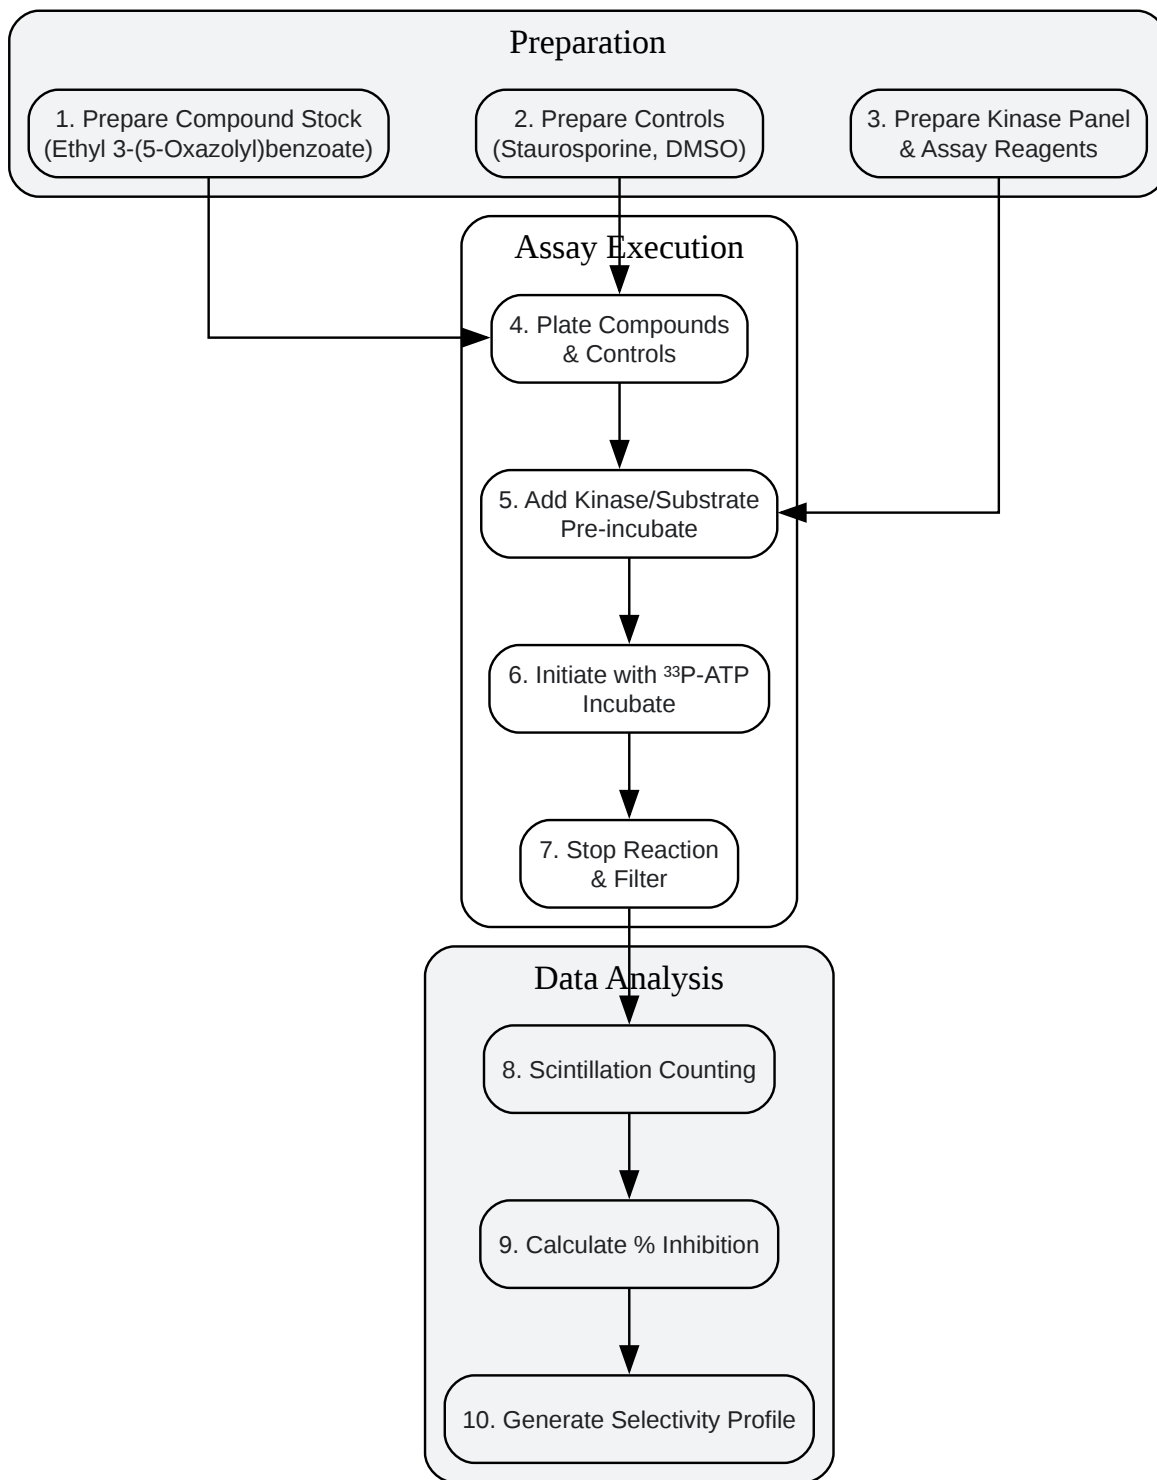 Preparation
1. Prepare Compound Stock
(Ethyl 3-(5-Oxazolyl)benzoate)
2. Prepare Controls
(Staurosporine, DMSO)
3. Prepare Kinase Panel
& Assay Reagents
Assay Execution
4. Plate Compounds
& Controls
5. Add Kinase/Substrate
Pre-incubate
6. Initiate with ³³P-ATP
Incubate
7. Stop Reaction
& Filter
Data Analysis
8. Scintillation Counting
9. Calculate % Inhibition
10. Generate Selectivity Profile